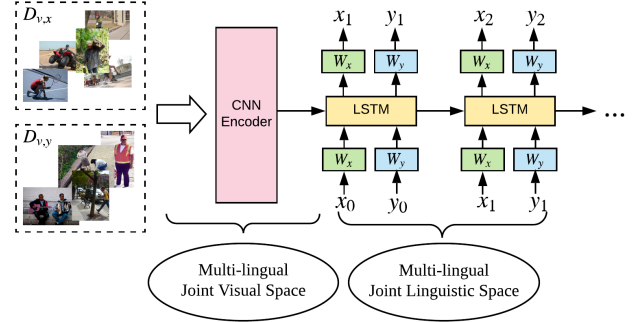 D_{v,x}
D_{v,y}
CNN
Encoder
x_1 y_1 x_2 y_2
W_x W_y W_x W_y
LSTM LSTM
...
W_x W_y W_x W_y
x_0 y_0 x_1 y_1
Multi-lingual
Joint Visual Space
Multi-lingual
Joint Linguistic Space